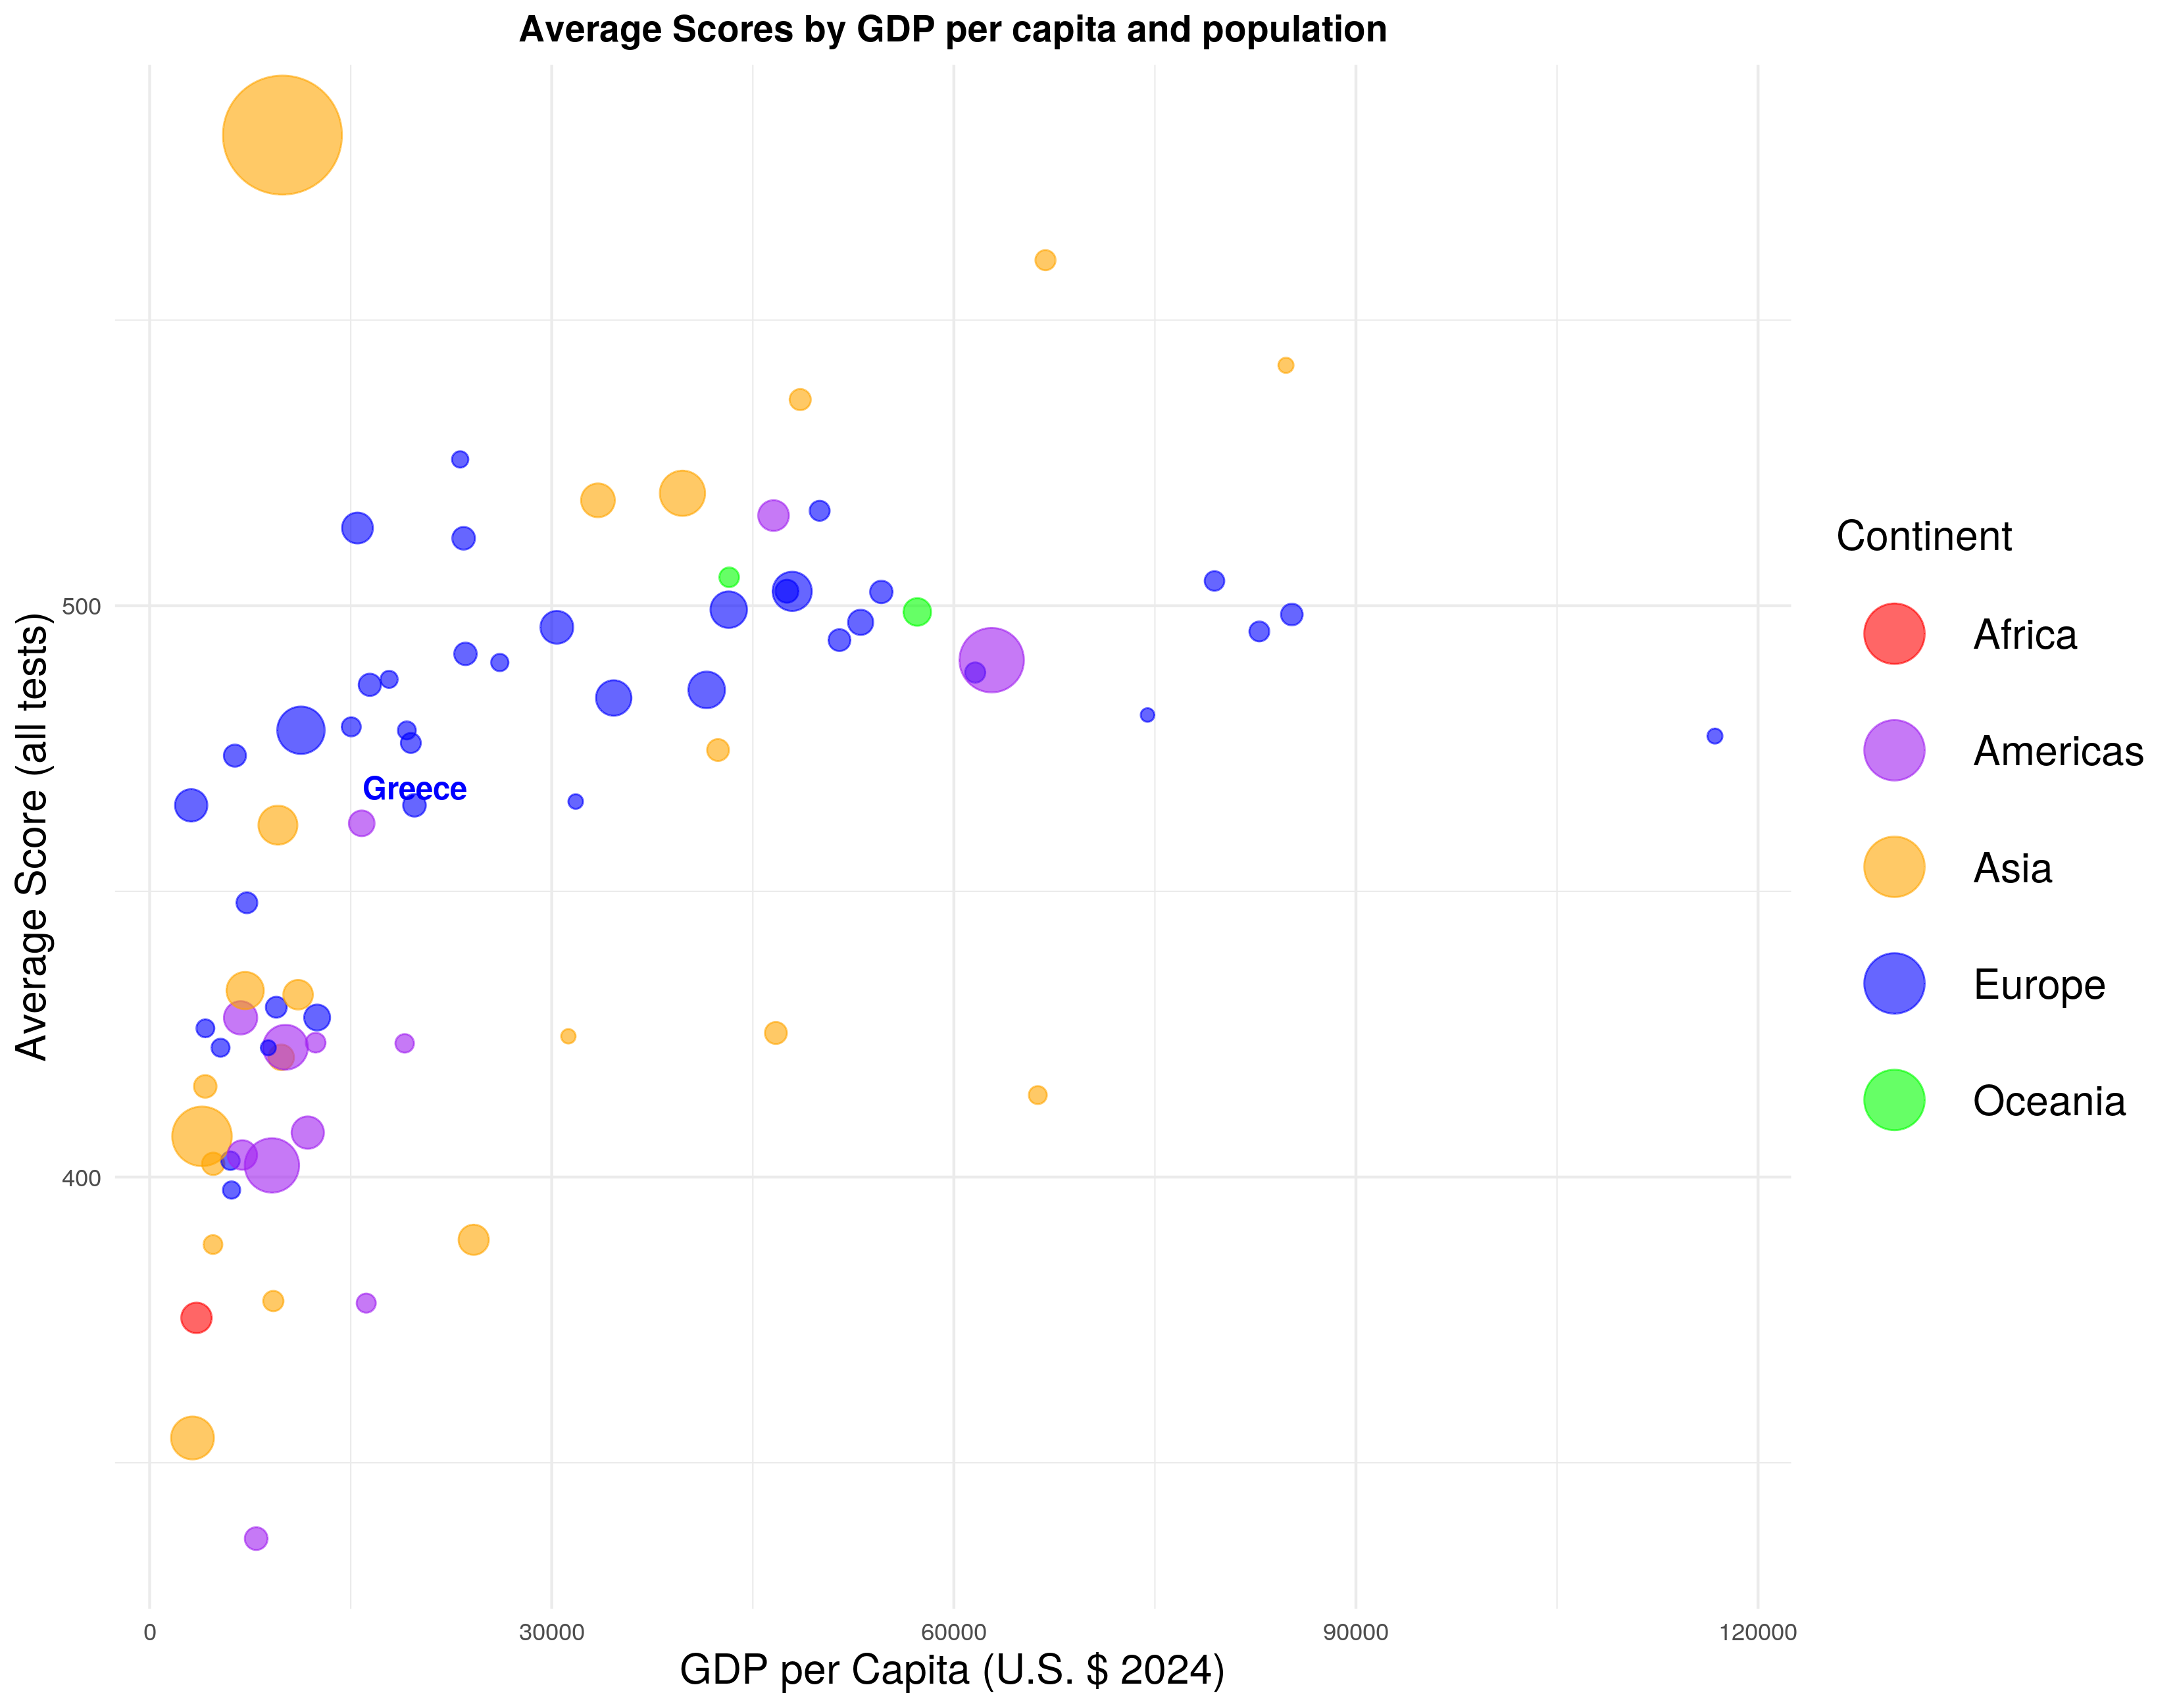 Average Scores by GDP per capita and population
Average Score (all tests)
500
400
Greece
0
30000
60000
90000
120000
GDP per Capita (U.S. $ 2024)
Continent
Africa
Americas
Asia
Europe
Oceania